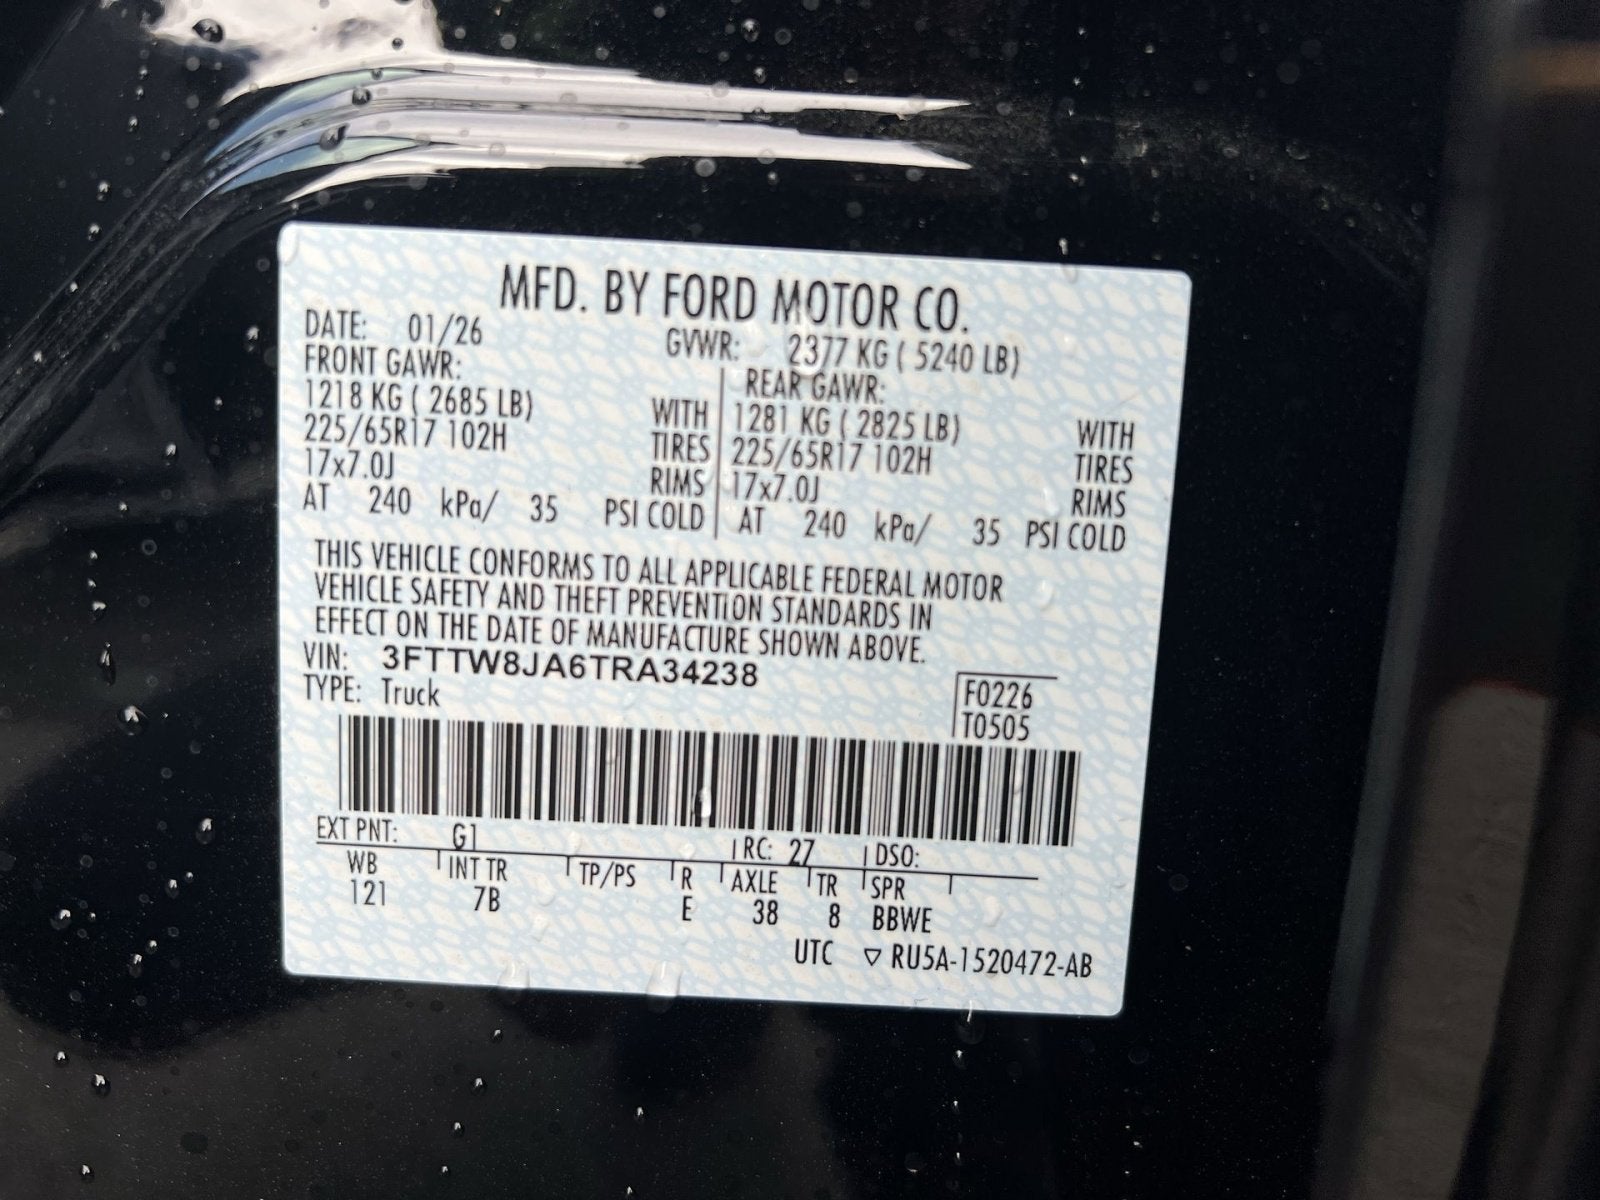 MFD. BY FORD MOTOR CO.
DATE: 01/26 GVWR: 2377 KG ( 5240 LB)
FRONT GAWR: REAR GAWR:
1218 KG ( 2685 LB) WITH 1281 KG ( 2825 LB) WITH
225/65R17 102H TIRES 225/65R17 102H TIRES
17x7.0J RIMS 17x7.0J RIMS
AT 240 kPa/ 35 PSI COLD AT 240 kPa/ 35 PSI COLD
THIS VEHICLE CONFORMS TO ALL APPLICABLE FEDERAL MOTOR
VEHICLE SAFETY AND THEFT PREVENTION STANDARDS IN
EFFECT ON THE DATE OF MANUFACTURE SHOWN ABOVE.
VIN: 3FTTW8JA6TRA34238
TYPE: Truck F0226
T0505
EXT PNT: G1 RC: 27 DSO:
WB INT TR TP/PS R AXLE TR SPR
121 7B E 38 8 BBWE
UTC ▽ RU5A-1520472-AB